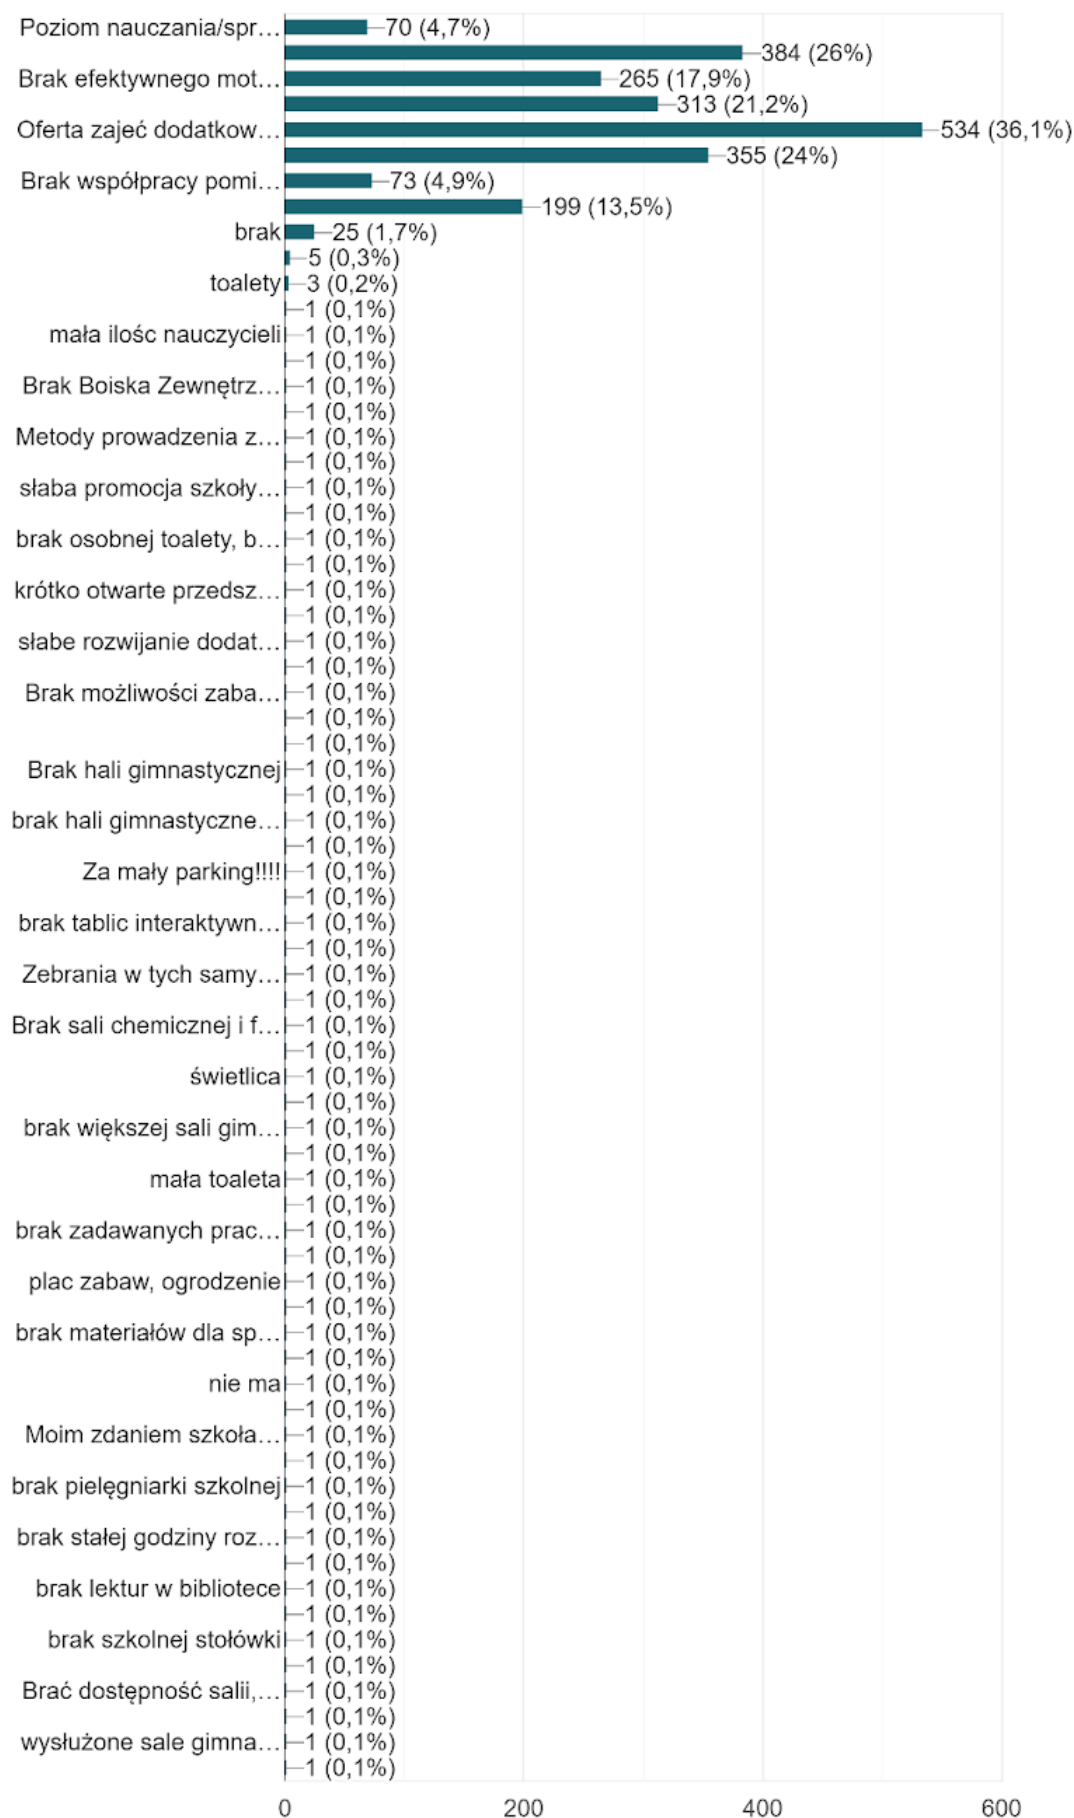 Poziom nauczania/spr… 70 (4,7%)
384 (26%)
Brak efektywnego mot… 265 (17,9%)
313 (21,2%)
Oferta zajeć dodatkow… 534 (36,1%)
355 (24%)
Brak współpracy pomi… 73 (4,9%)
199 (13,5%)
brak 25 (1,7%)
5 (0,3%)
toalety 3 (0,2%)
1 (0,1%)
mała ilośc nauczycieli 1 (0,1%)
1 (0,1%)
Brak Boiska Zewnętrz… 1 (0,1%)
1 (0,1%)
Metody prowadzenia z… 1 (0,1%)
1 (0,1%)
słaba promocja szkoły… 1 (0,1%)
1 (0,1%)
brak osobnej toalety, b… 1 (0,1%)
1 (0,1%)
krótko otwarte przedsz… 1 (0,1%)
1 (0,1%)
słabe rozwijanie dodat… 1 (0,1%)
1 (0,1%)
Brak możliwości zaba… 1 (0,1%)
1 (0,1%)
1 (0,1%)
Brak hali gimnastycznej 1 (0,1%)
1 (0,1%)
brak hali gimnastyczne… 1 (0,1%)
1 (0,1%)
Za mały parking!!!! 1 (0,1%)
1 (0,1%)
brak tablic interaktywn… 1 (0,1%)
1 (0,1%)
Zebrania w tych samy… 1 (0,1%)
1 (0,1%)
Brak sali chemicznej i f… 1 (0,1%)
1 (0,1%)
świetlica 1 (0,1%)
1 (0,1%)
brak większej sali gim… 1 (0,1%)
1 (0,1%)
mała toaleta 1 (0,1%)
1 (0,1%)
brak zadawanych prac… 1 (0,1%)
1 (0,1%)
plac zabaw, ogrodzenie 1 (0,1%)
1 (0,1%)
brak materiałów dla sp… 1 (0,1%)
1 (0,1%)
nie ma 1 (0,1%)
1 (0,1%)
Moim zdaniem szkoła… 1 (0,1%)
1 (0,1%)
brak pielęgniarki szkolnej 1 (0,1%)
1 (0,1%)
brak stałej godziny roz… 1 (0,1%)
1 (0,1%)
brak lektur w bibliotece 1 (0,1%)
1 (0,1%)
brak szkolnej stołówki 1 (0,1%)
1 (0,1%)
Brać dostępność salii,… 1 (0,1%)
1 (0,1%)
wysłużone sale gimna… 1 (0,1%)
1 (0,1%)
0 200 400 600